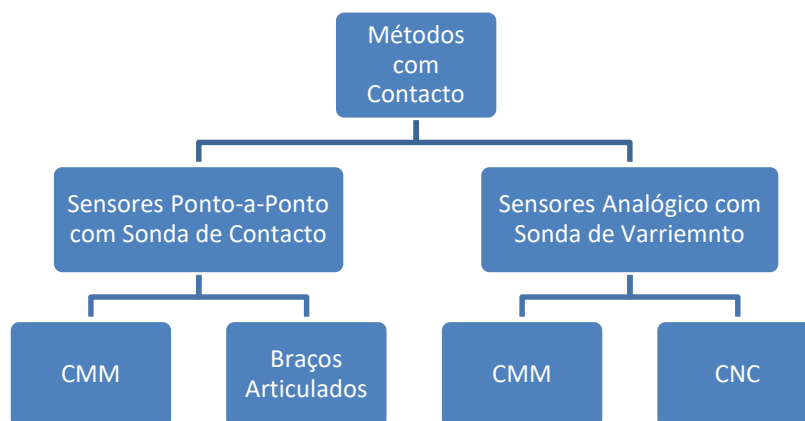 Métodos
com
Contacto
Sensores Ponto-a-Ponto
com Sonda de Contacto
Sensores Analógico com
Sonda de Varriemnto
CMM
Braços
Articulados
CMM
CNC